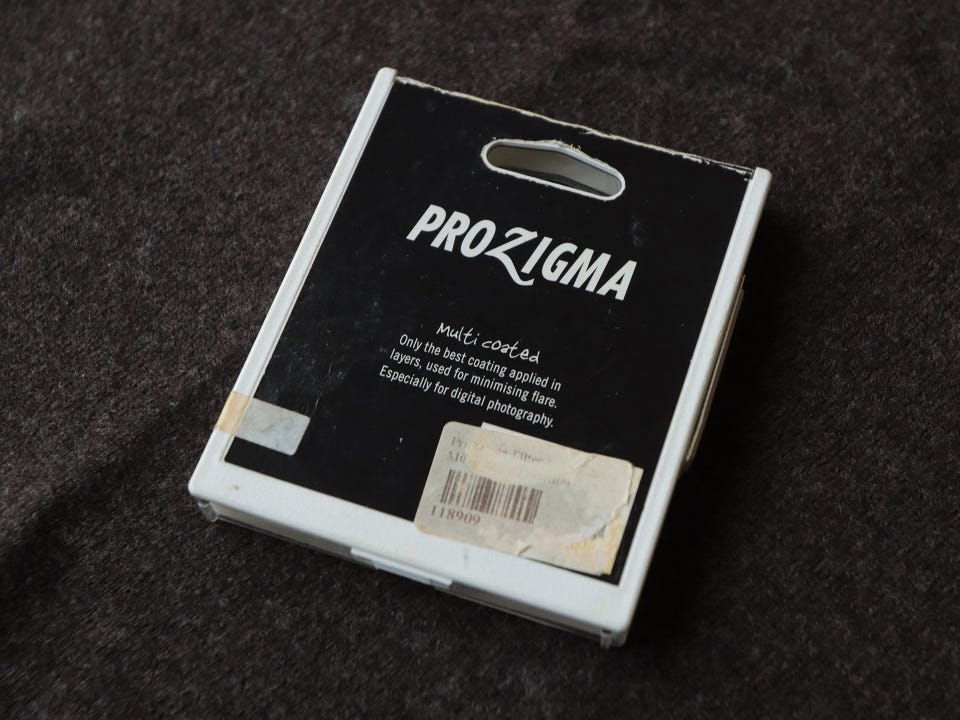 PROZIGMA
Multi coated
Only the best coating applied in
layers, used for minimising flare.
Especially for digital photography.
Filter
118909